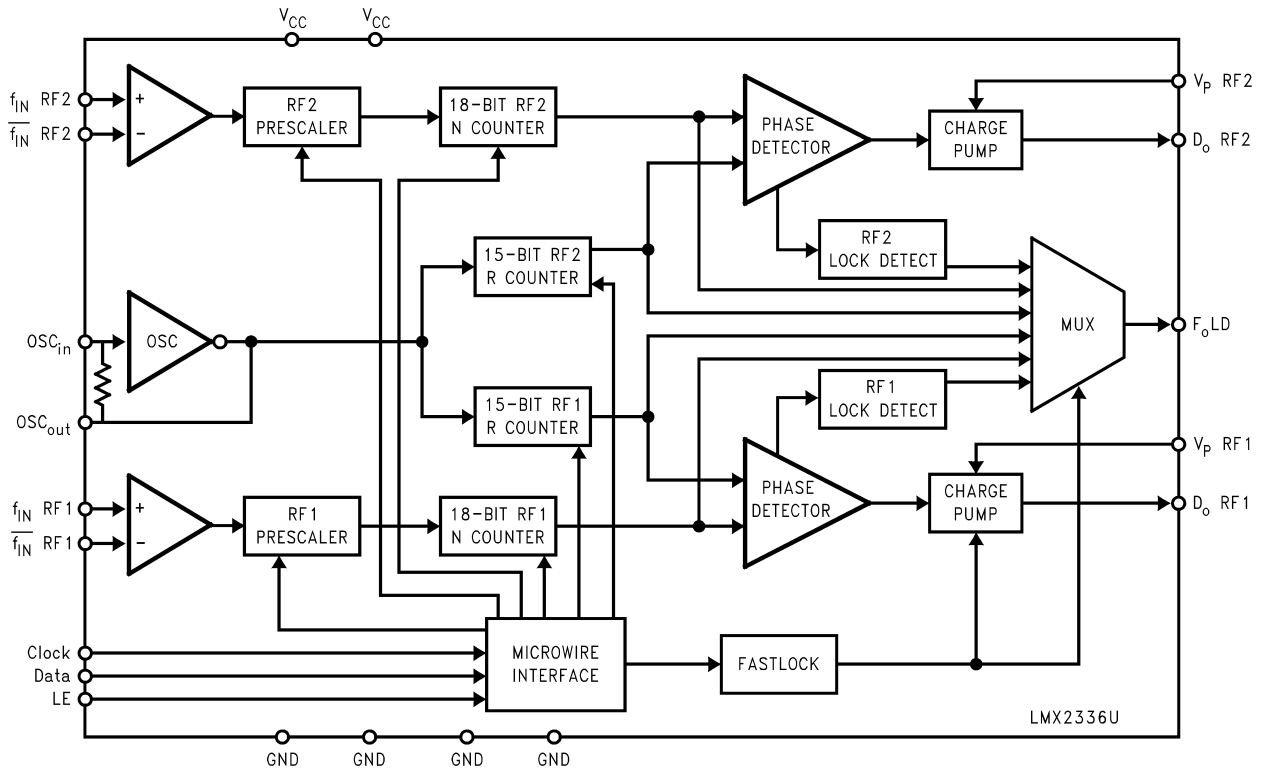 VCC VCC
fIN RF2
fIN RF2
+
−
RF2
PRESCALER
18-BIT RF2
N COUNTER
PHASE
DETECTOR
CHARGE
PUMP
VP RF2
Do RF2
RF2
LOCK DETECT
15-BIT RF2
R COUNTER
OSCin
OSC
OSCout
MUX
FoLD
15-BIT RF1
R COUNTER
RF1
LOCK DETECT
VP RF1
fIN RF1
fIN RF1
+
−
RF1
PRESCALER
18-BIT RF1
N COUNTER
PHASE
DETECTOR
CHARGE
PUMP
Do RF1
Clock
Data
LE
MICROWIRE
INTERFACE
FASTLOCK
LMX2336U
GND GND GND GND